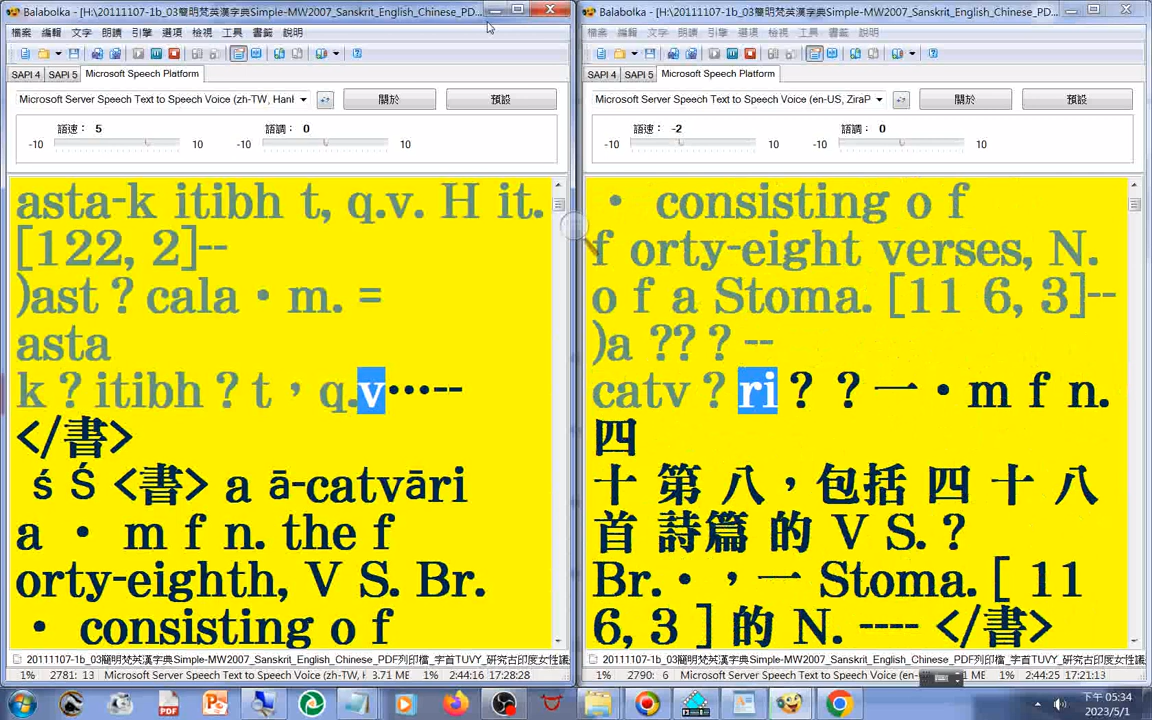 Balabolka - [H:\20111107-1b_03簡明梵英漢字典Simple-MW2007_Sanskrit_English_Chinese_PD...
檔案 編輯 文字 朗讀 引擎 選項 檢視 工具 書籤 說明
SAPI 4 SAPI 5 Microsoft Speech Platform
Microsoft Server Speech Text to Speech Voice (zh-TW, Hanl
關於 預設
語速： 5 語調： 0
-10 10 -10 10
asta-k itibh t, q.v. H it.
[122, 2]--
)ast ? cala • m. =
asta
k ? itibh ? t ， q.v…--
</書>
ś Ś <書> a ā-catvāri
a • m f n. the f
orty-eighth, V S. Br.
• consisting o f
20111107-1b_03簡明梵英漢字典Simple-MW2007_Sanskrit_English_Chinese_PDF列印檔_字首TUVY_研究古印度女性議
1% 2781: 13 Microsoft Server Speech Text to Speech Voice (zh-TW, H 3.71 MB 1% 2:44:16 17:28:28
Balabolka - [H:\20111107-1b_03簡明梵英漢字典Simple-MW2007_Sanskrit_English_Chinese_PD...
檔案 編輯 文字 朗讀 引擎 選項 檢視 工具 書籤 說明
SAPI 4 SAPI 5 Microsoft Speech Platform
Microsoft Server Speech Text to Speech Voice (en-US, ZiraP
關於 預設
語速： -2 語調： 0
-10 10 -10 10
• consisting o f
f orty-eight verses, N.
o f a Stoma. [11 6, 3]--
)a ?? ? --
catv ? ri ? ? 一 • m f n.
四
十 第 八，包括 四 十 八
首 詩篇 的 V S. ?
Br. • ，一 Stoma. [ 11
6, 3 ] 的 N. ---- </書>
20111107-1b_03簡明梵英漢字典Simple-MW2007_Sanskrit_English_Chinese_PDF列印檔_字首TUVY_研究古印度女性議
1% 2790: 6 Microsoft Server Speech Text to Speech Voice (en-US 1 MB 1% 2:44:25 17:21:13
下午 05:34
2023/5/1